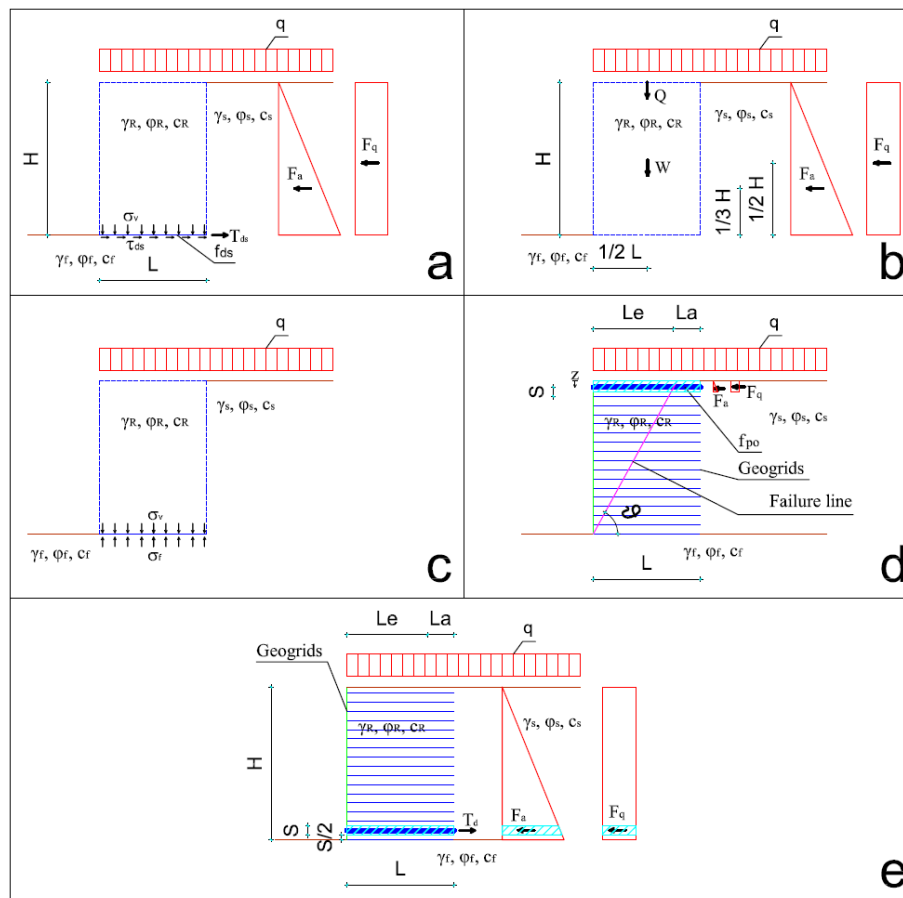 q
γR, φR, cR
γs, φs, cs
H
Fa
Fq
σv
τds
Tds
fds
γf, φf, cf
L
a
q
Q
γR, φR, cR
γs, φs, cs
H
W
Fa
Fq
1/3 H
1/2 H
γf, φf, cf
1/2 L
b
q
γs, φs, cs
γR, φR, cR
σv
γf, φf, cf
σf
c
Le
La
q
z
S
Fa
Fq
γR, φR, cR
γs, φs, cs
fpo
Geogrids
Failure line
γf, φf, cf
L
d
Le
La
q
Geogrids
γR, φR, cR
γs, φs, cs
H
S
S/2
Td
Fa
Fq
γf, φf, cf
L
e